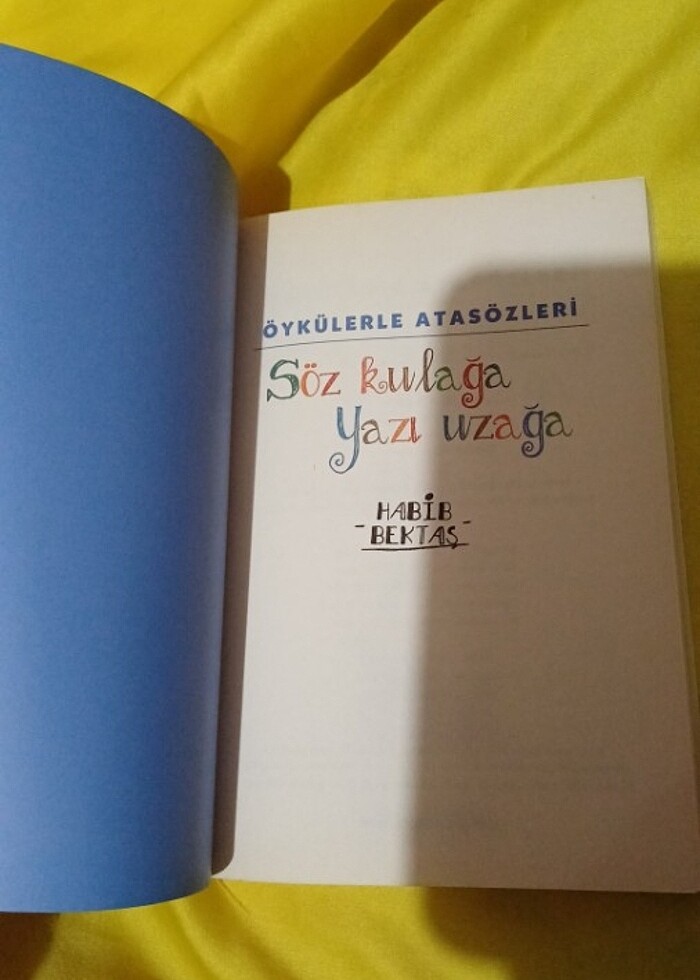 ÖYKÜLERLE ATASÖZLERİ
Söz kulağa
Yazı uzağa
HABİB
- BEKTAŞ -